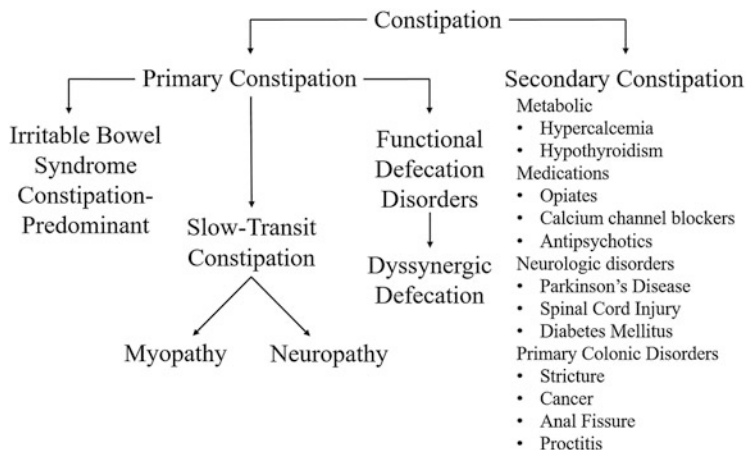 Constipation
Primary Constipation
Irritable Bowel
Syndrome
Constipation-
Predominant
Slow-Transit
Constipation
Myopathy
Neuropathy
Functional
Defecation
Disorders
Dyssynergic
Defecation
Secondary Constipation
Metabolic
• Hypercalcemia
• Hypothyroidism
Medications
• Opiates
• Calcium channel blockers
• Antipsychotics
Neurologic disorders
• Parkinson's Disease
• Spinal Cord Injury
• Diabetes Mellitus
Primary Colonic Disorders
• Stricture
• Cancer
• Anal Fissure
• Proctitis